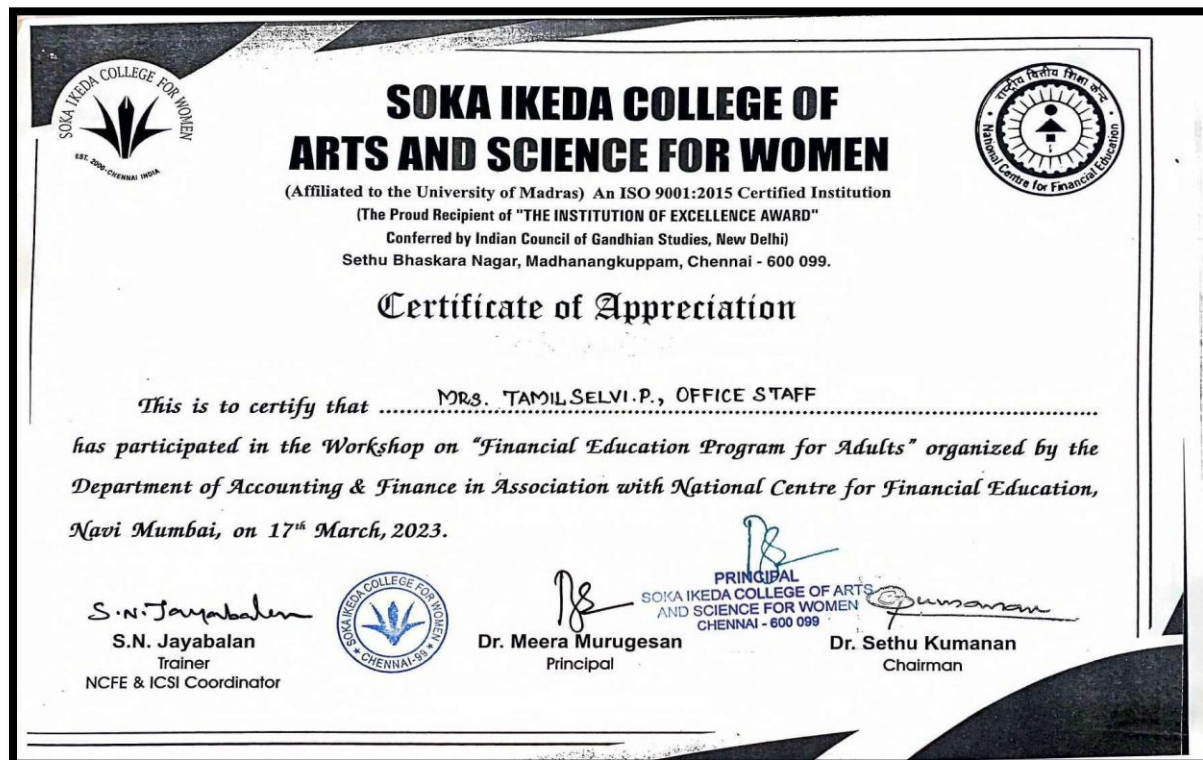 SOKA IKEDA COLLEGE FOR WOMEN
EST. 2000-CHENNAI INDIA
राष्ट्रीय वित्तीय शिक्षा केन्द्र
National Centre for Financial Education
SOKA IKEDA COLLEGE OF
ARTS AND SCIENCE FOR WOMEN
(Affiliated to the University of Madras) An ISO 9001:2015 Certified Institution
(The Proud Recipient of "THE INSTITUTION OF EXCELLENCE AWARD"
Conferred by Indian Council of Gandhian Studies, New Delhi)
Sethu Bhaskara Nagar, Madhanangkuppam, Chennai - 600 099.
Certificate of Appreciation
This is to certify that MRS. TAMILSELVI.P., OFFICE STAFF
has participated in the Workshop on "Financial Education Program for Adults" organized by the
Department of Accounting & Finance in Association with National Centre for Financial Education,
Navi Mumbai, on 17th March, 2023.
S.N. Jayabalan
S.N. Jayabalan
Trainer
NCFE & ICSI Coordinator
SOKA IKEDA COLLEGE FOR WOMEN
CHENNAI-99
Dr. Meera Murugesan
Principal
PRINCIPAL
SOKA IKEDA COLLEGE OF ARTS
AND SCIENCE FOR WOMEN
CHENNAI - 600 099
Dr. Sethu Kumanan
Chairman